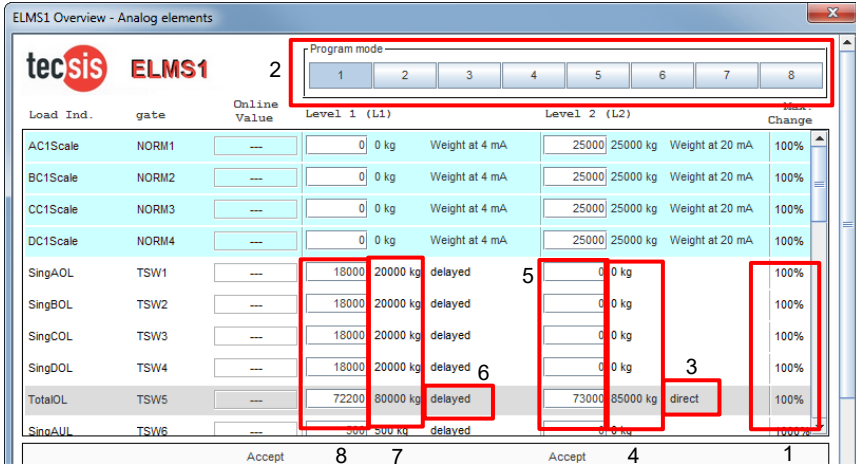 ELMS1 Overview - Analog elements
x
tecsis ELMS1
2
Program mode
1 2 3 4 5 6 7 8
Load Ind. gate Online Value Level 1 (L1) Level 2 (L2) Max. Change
AC1Scale NORM1 --- 0 0 kg Weight at 4 mA 25000 25000 kg Weight at 20 mA 100%
BC1Scale NORM2 --- 0 0 kg Weight at 4 mA 25000 25000 kg Weight at 20 mA 100%
CC1Scale NORM3 --- 0 0 kg Weight at 4 mA 25000 25000 kg Weight at 20 mA 100%
DC1Scale NORM4 --- 0 0 kg Weight at 4 mA 25000 25000 kg Weight at 20 mA 100%
SingAOL TSW1 --- 18000 20000 kg delayed 5 0 0 kg 100%
SingBOL TSW2 --- 18000 20000 kg delayed 0 0 kg 100%
SingCOL TSW3 --- 18000 20000 kg delayed 0 0 kg 100%
SingDOL TSW4 --- 18000 20000 kg delayed 6 0 0 kg 3 100%
TotalOL TSW5 --- 72200 80000 kg delayed 73000 85000 kg direct 100%
SingAUL TSW6 --- 500 500 kg delayed 0 0 kg 1000%
Accept 8 7 Accept 4 1